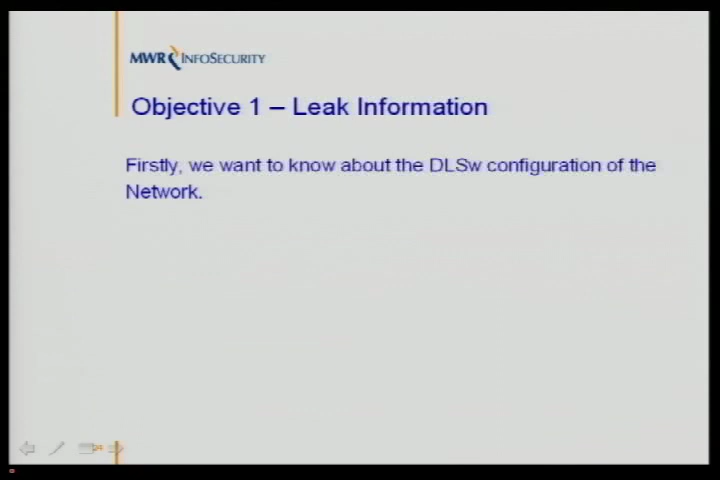 MWR INFOSECURITY
Objective 1 – Leak Information
Firstly, we want to know about the DLSw configuration of the
Network.